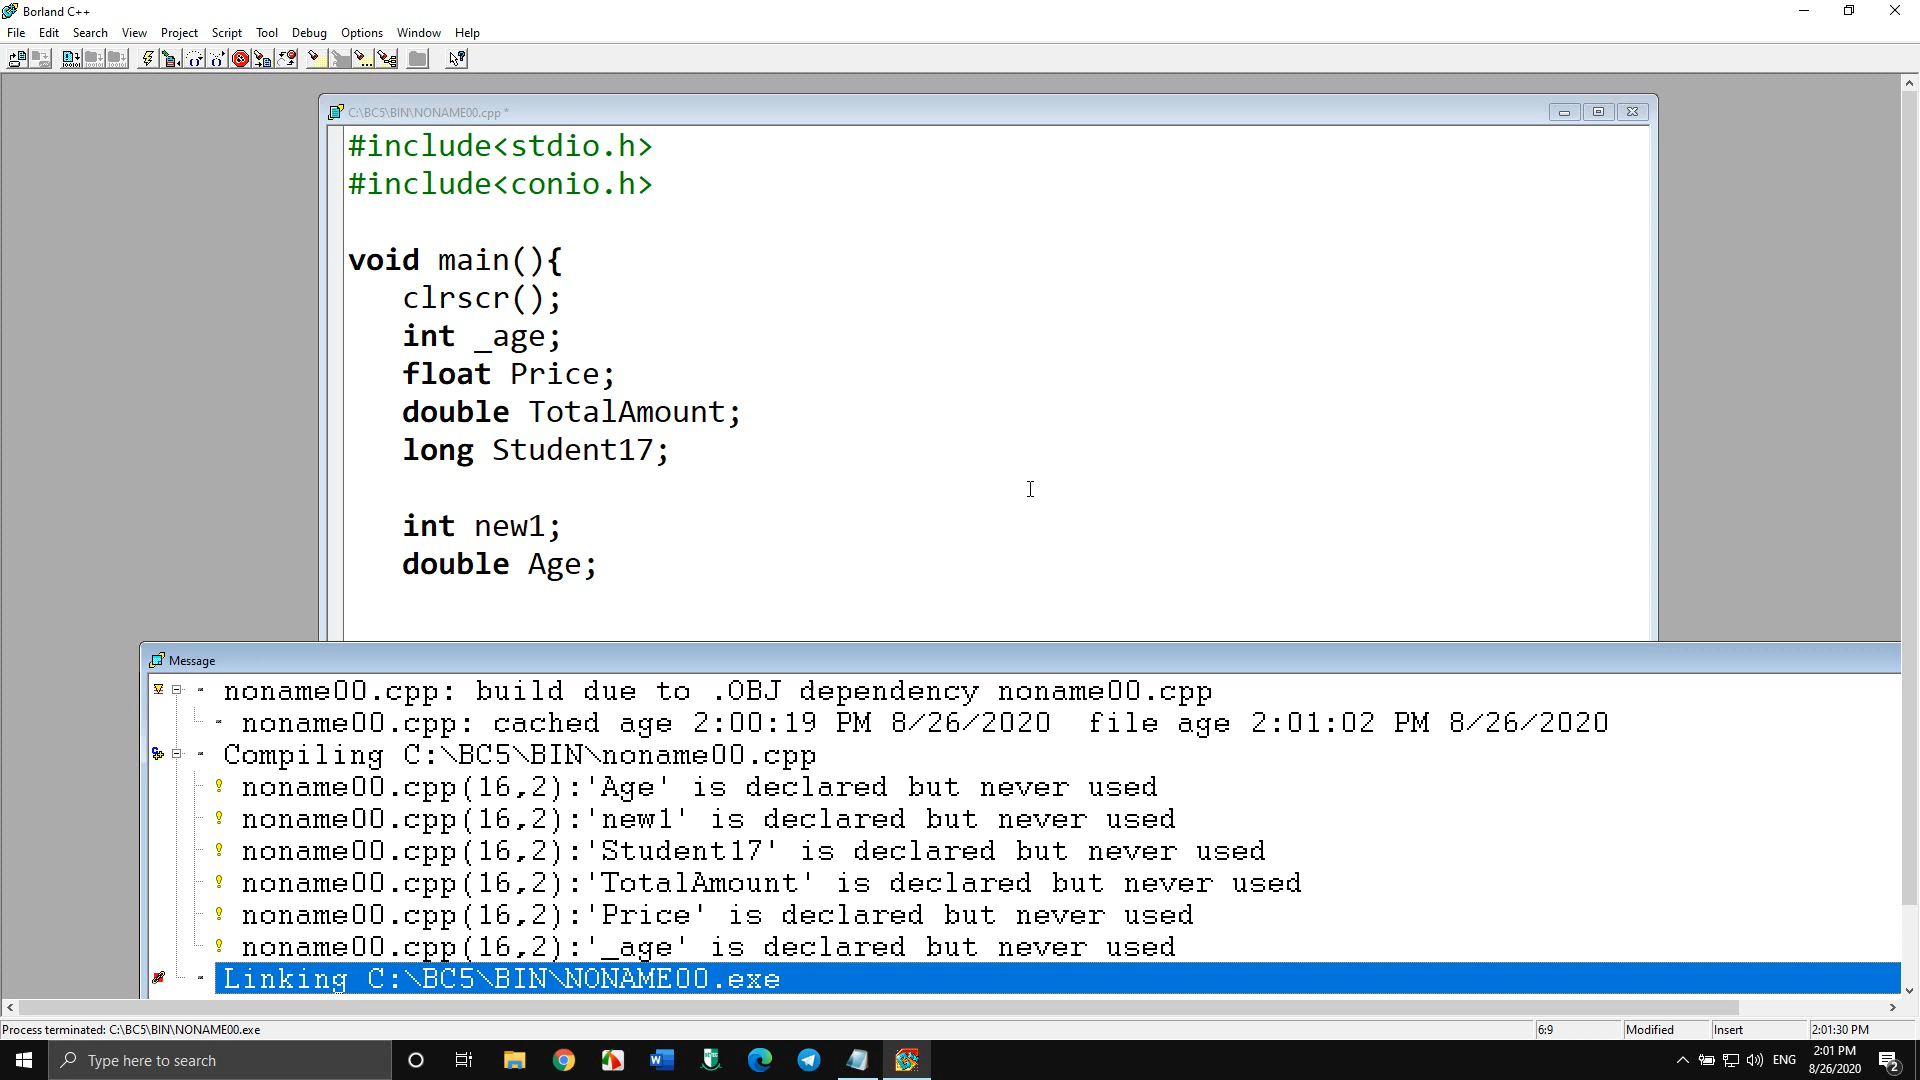 Borland C++
File Edit Search View Project Script Tool Debug Options Window Help
C:\BC5\BIN\NONAME00.cpp *
#include<stdio.h>
#include<conio.h>
void main(){
clrscr();
int _age;
float Price;
double TotalAmount;
long Student17;
int new1;
double Age;
Message
noname00.cpp: build due to .OBJ dependency noname00.cpp
noname00.cpp: cached age 2:00:19 PM 8/26/2020 file age 2:01:02 PM 8/26/2020
Compiling C:\BC5\BIN\noname00.cpp
noname00.cpp(16,2):'Age' is declared but never used
noname00.cpp(16,2):'new1' is declared but never used
noname00.cpp(16,2):'Student17' is declared but never used
noname00.cpp(16,2):'TotalAmount' is declared but never used
noname00.cpp(16,2):'Price' is declared but never used
noname00.cpp(16,2):'_age' is declared but never used
Linking C:\BC5\BIN\NONAME00.exe
Process terminated: C:\BC5\BIN\NONAME00.exe 6:9 Modified Insert 2:01:30 PM
Type here to search
ENG
2:01 PM
8/26/2020
2